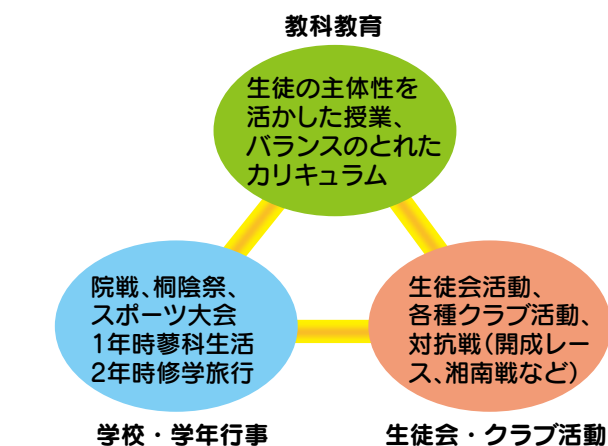 教科教育
生徒の主体性を
活かした授業、
バランスのとれた
カリキュラム
院戦、桐陰祭、
スポーツ大会
1年時蓼科生活
2年時修学旅行
生徒会活動、
各種クラブ活動、
対抗戦(開成レー
ス、湘南戦など)
学校・学年行事
生徒会・クラブ活動